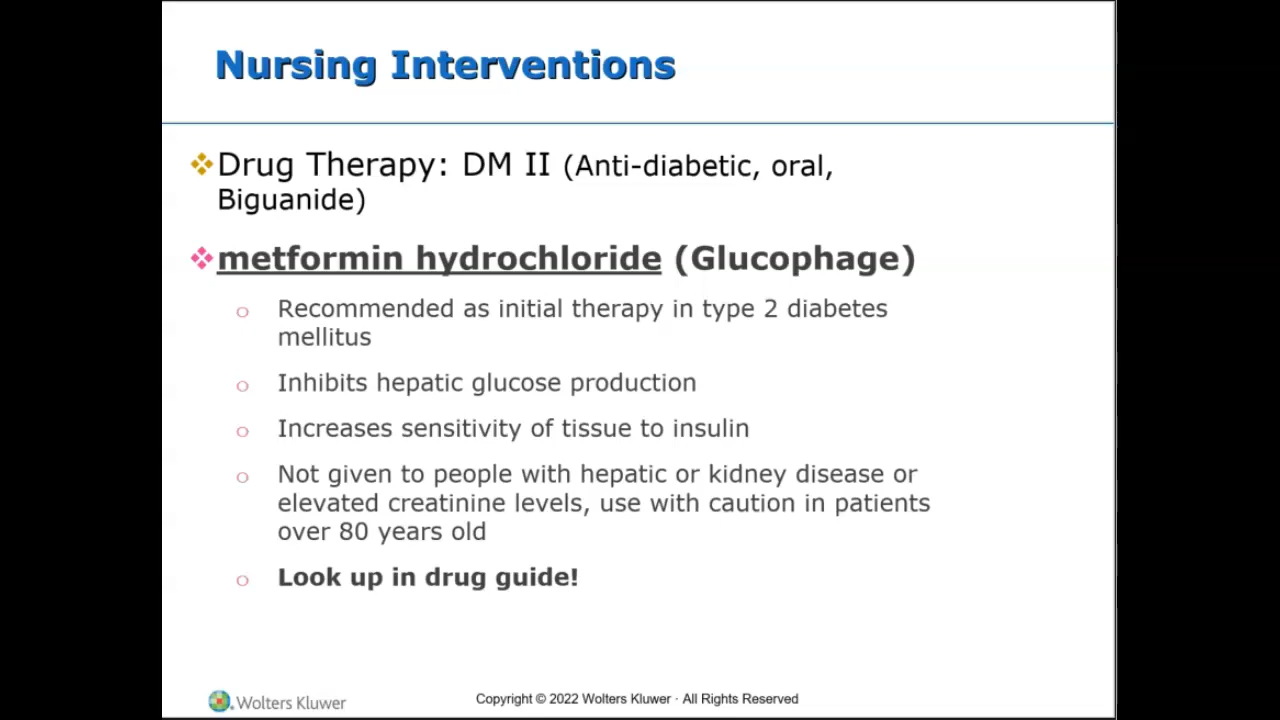 Nursing Interventions
Drug Therapy: DM II (Anti-diabetic, oral,
Biguanide)
metformin hydrochloride (Glucophage)
Recommended as initial therapy in type 2 diabetes
mellitus
Inhibits hepatic glucose production
Increases sensitivity of tissue to insulin
Not given to people with hepatic or kidney disease or
elevated creatinine levels, use with caution in patients
over 80 years old
Look up in drug guide!
Wolters Kluwer
Copyright © 2022 Wolters Kluwer · All Rights Reserved